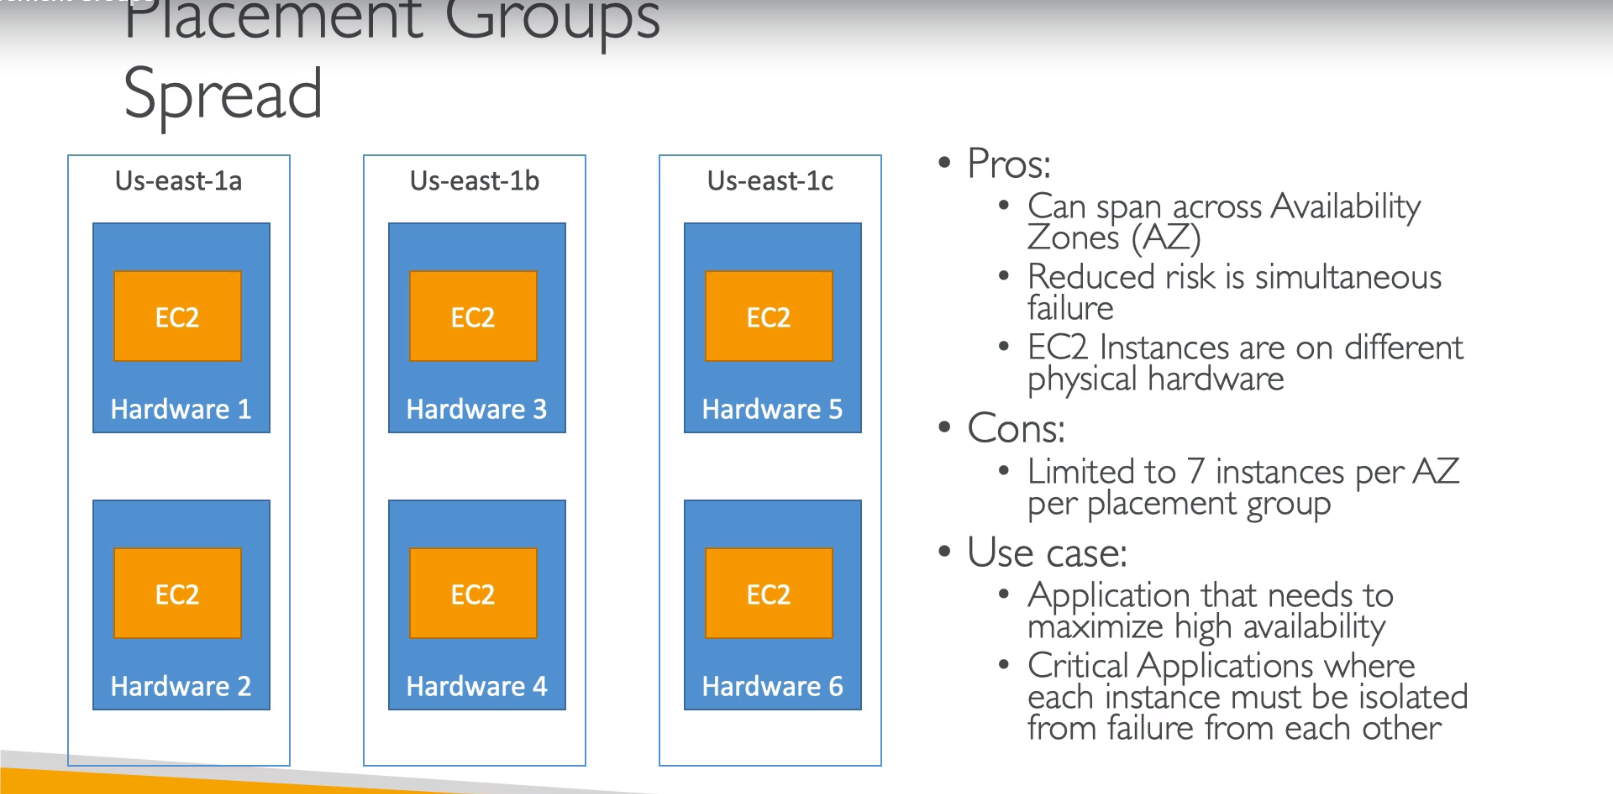 Placement Groups
Spread
Us-east-1a
EC2
Hardware 1
EC2
Hardware 2
Us-east-1b
EC2
Hardware 3
EC2
Hardware 4
Us-east-1c
EC2
Hardware 5
EC2
Hardware 6
• Pros:
• Can span across Availability
Zones (AZ)
• Reduced risk is simultaneous
failure
• EC2 Instances are on different
physical hardware
• Cons:
• Limited to 7 instances per AZ
per placement group
• Use case:
• Application that needs to
maximize high availability
• Critical Applications where
each instance must be isolated
from failure from each other